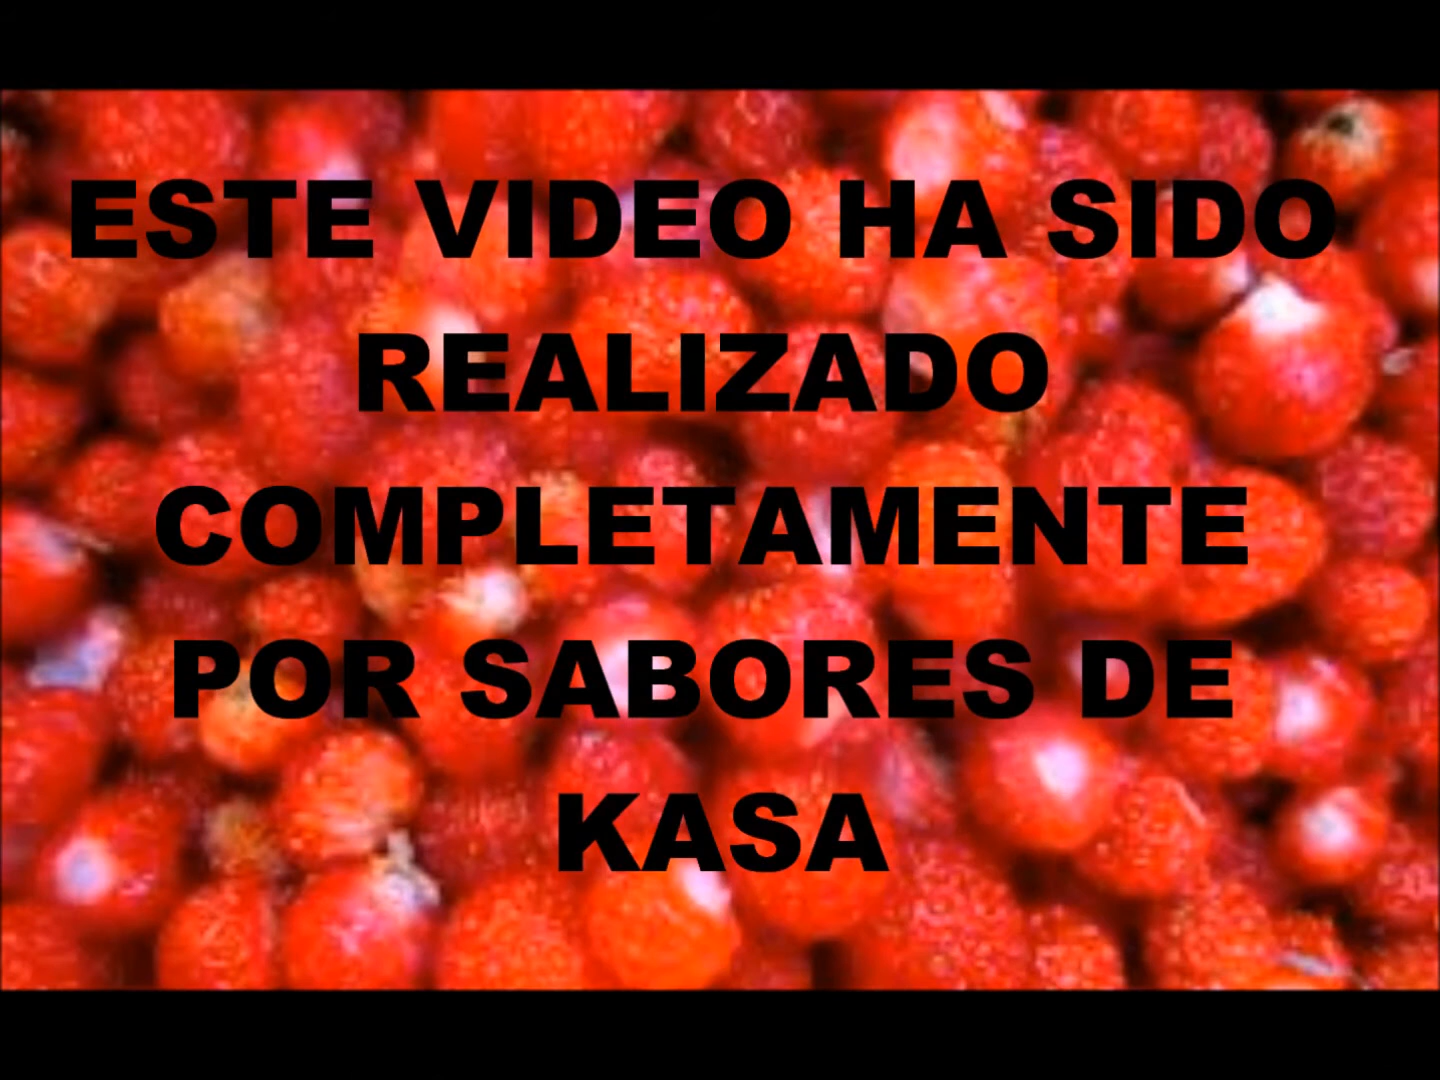 ESTE VIDEO HA SIDO
REALIZADO
COMPLETAMENTE
POR SABORES DE
KASA